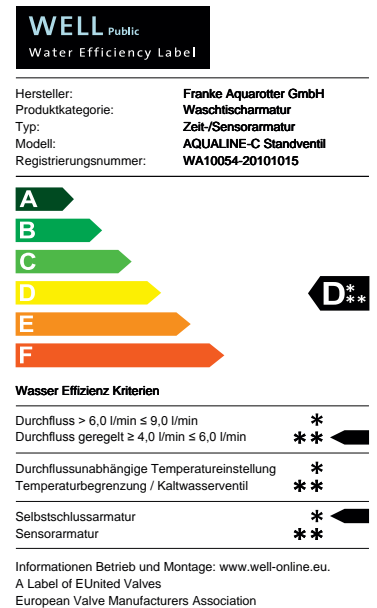 WELL Public
Water Efficiency Label
Hersteller: Franke Aquarotter GmbH
Produktkategorie: Waschtischarmatur
Typ: Zeit-/Sensorarmatur
Modell: AQUALINE-C Standventil
Registrierungsnummer: WA10054-20101015
A
B
C
D
D***
E
F
Wasser Effizienz Kriterien
Durchfluss > 6,0 l/min ≤ 9,0 l/min *
Durchfluss geregelt ≥ 4,0 l/min ≤ 6,0 l/min **
Durchflussunabhängige Temperatureinstellung *
Temperaturbegrenzung / Kaltwasserventil **
Selbstschlussarmatur *
Sensorarmatur **
Informationen Betrieb und Montage: www.well-online.eu.
A Label of EUnited Valves
European Valve Manufacturers Association